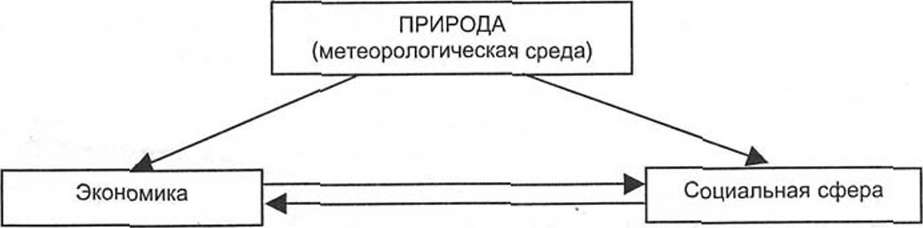 ПРИРОДА
(метеорологическая среда)
Экономика
Социальная сфера